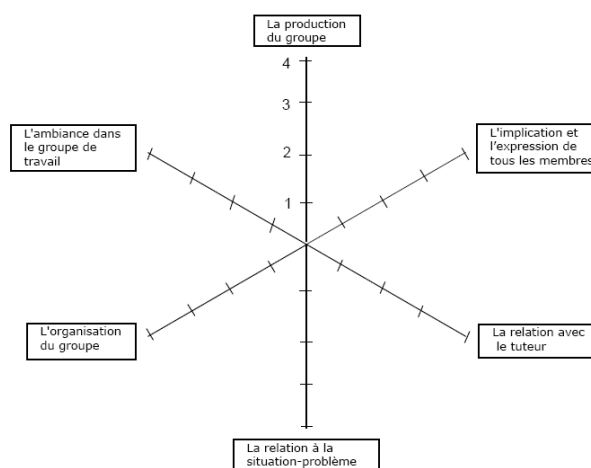 La production
du groupe
4
3
2
1
L'ambiance dans
le groupe de
travail
L'implication et
l'expression de
tous les membres
L'organisation
du groupe
La relation avec
le tuteur
La relation à la
situation-problème